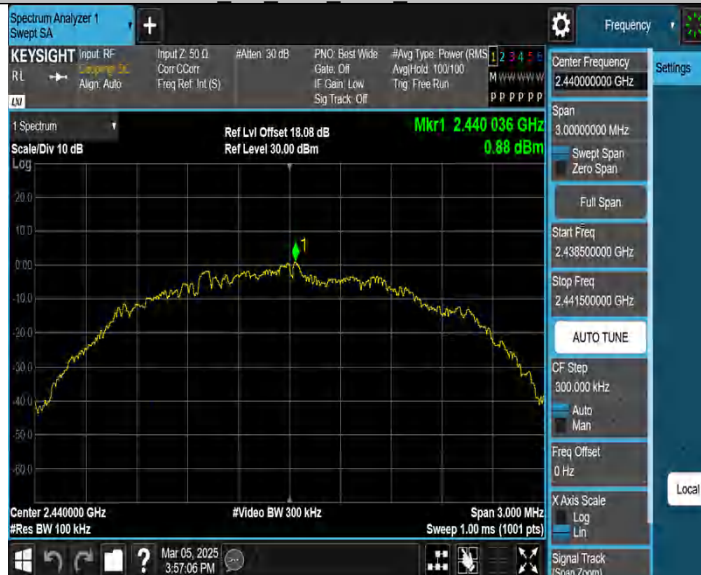 Spectrum Analyzer 1
Swept SA
+
Frequency
KEYSIGHT
RL
LXI
Input: RF
Coupling: DC
Align: Auto
Input Z: 50 Ω
Corr CCorr
Freq Ref: Int (S)
#Atten: 30 dB
PNO: Best Wide
Gate: Off
IF Gain: Low
Sig Track: Off
#Avg Type: Power (RMS
Avg|Hold: 100/100
Trig: Free Run
1 2 3 4 5 6
M W W W W W
P P P P P P
1 Spectrum
Scale/Div 10 dB
Log
Ref Lvl Offset 18.08 dB
Ref Level 30.00 dBm
Mkr1 2.440 036 GHz
0.88 dBm
20.0
10.0
0.00
-10.0
-20.0
-30.0
-40.0
-50.0
-60.0
1
Center 2.440000 GHz
#Res BW 100 kHz
#Video BW 300 kHz
Span 3.000 MHz
Sweep 1.00 ms (1001 pts)
?
Mar 05, 2025
3:57:06 PM
Center Frequency
2.440000000 GHz
Span
3.00000000 MHz
Swept Span
Zero Span
Full Span
Start Freq
2.438500000 GHz
Stop Freq
2.441500000 GHz
AUTO TUNE
CF Step
300.000 kHz
Auto
Man
Freq Offset
0 Hz
X Axis Scale
Log
Lin
Signal Track
(Span Zoom)
Settings
Local